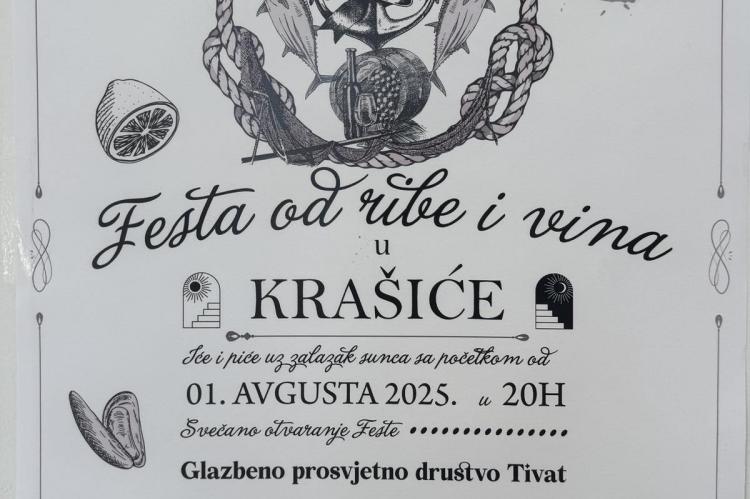 Festa od ribe i vina
u
KRAŠIĆE
Iće i piće uz zalazak sunca sa početkom od
01. AVGUSTA 2025. u 20H
Svečano otvaranje Feste ................
Glazbeno prosvjetno društvo Tivat